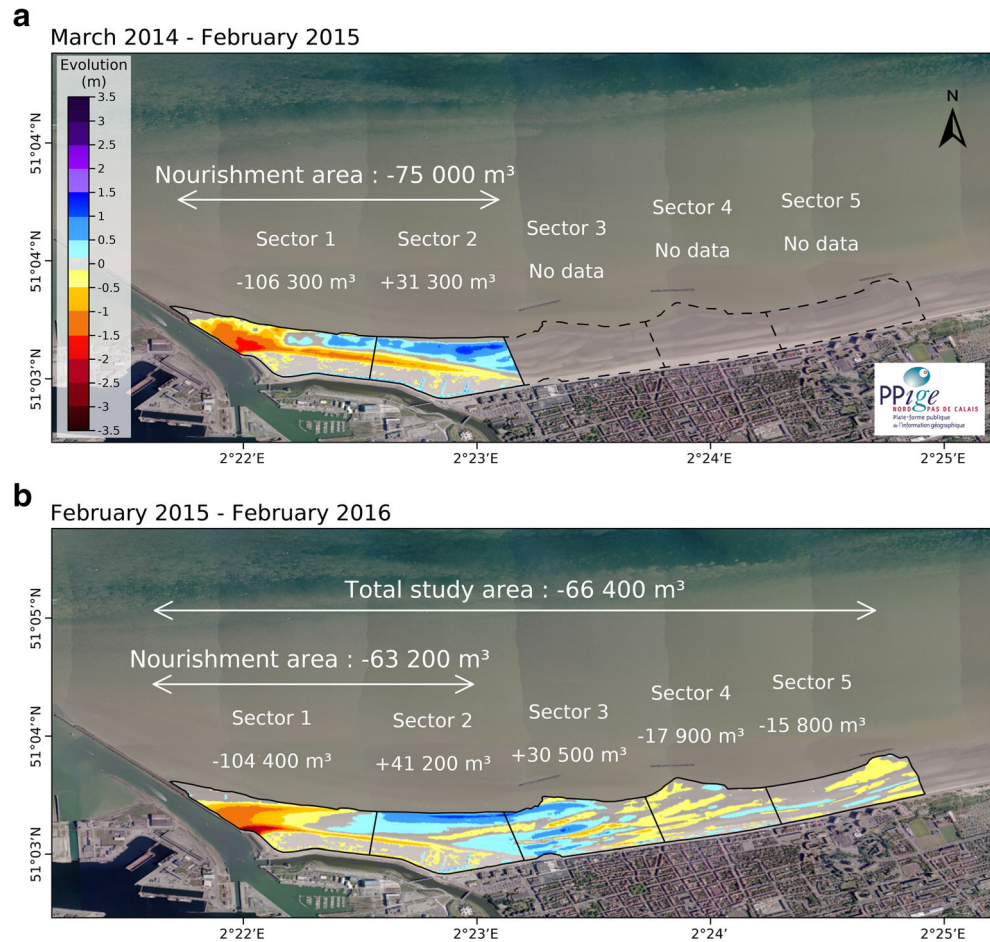 a
March 2014 - February 2015
Evolution
(m)
3.5
3
2.5
2
1.5
1
0.5
0
-0.5
-1
-1.5
-2
-2.5
-3
-3.5
N
Nourishment area : -75 000 m³
Sector 1
-106 300 m³
Sector 2
+31 300 m³
Sector 3
No data
Sector 4
No data
Sector 5
No data
51°04'°N
51°04'°N
51°03'°N
PPige
NORD PAS DE CALAIS
Plate-forme publique
de l'information géographique
2°22'E
2°23'E
2°24'E
2°25'E
b
February 2015 - February 2016
Total study area : -66 400 m³
Nourishment area : -63 200 m³
Sector 1
-104 400 m³
Sector 2
+41 200 m³
Sector 3
+30 500 m³
Sector 4
-17 900 m³
Sector 5
-15 800 m³
51°05'°N
51°04'°N
51°03'°N
2°22'E
2°23'E
2°24'E
2°25'E